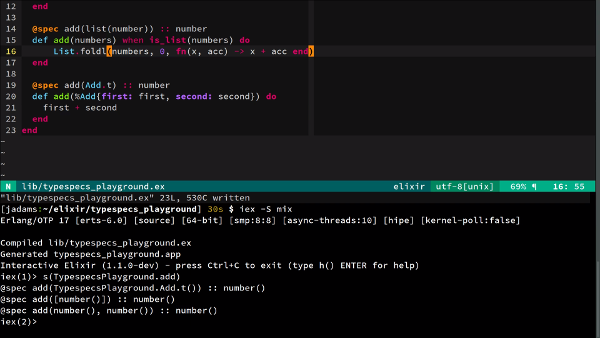 12 end
13
14 @spec add(list(number)) :: number
15 def add(numbers) when is_list(numbers) do
16 List.foldl(numbers, 0, fn(x, acc) -> x + acc end)
17 end
18
19 @spec add(Add.t) :: number
20 def add(%Add{first: first, second: second}) do
21 first + second
22 end
23 end
~
~
~
~
N lib/typespecs_playground.ex elixir utf-8[unix] 69% ¶ 16: 55
"lib/typespecs_playground.ex" 23L, 530C written
[jadams:~/elixir/typespecs_playground] 30s $ iex -S mix
Erlang/OTP 17 [erts-6.0] [source] [64-bit] [smp:8:8] [async-threads:10] [hipe] [kernel-poll:false]
Compiled lib/typespecs_playground.ex
Generated typespecs_playground.app
Interactive Elixir (1.1.0-dev) - press Ctrl+C to exit (type h() ENTER for help)
iex(1)> s(TypespecsPlayground.add)
@spec add(TypespecsPlayground.Add.t()) :: number()
@spec add([number()]) :: number()
@spec add(number(), number()) :: number()
iex(2)>